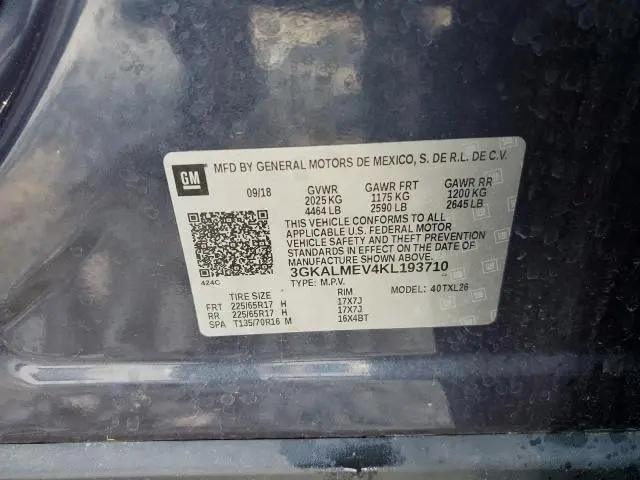 GM
MFD BY GENERAL MOTORS DE MEXICO, S. DE R.L. DE C.V.
09/18 GVWR GAWR FRT GAWR RR
2025 KG 1175 KG 1200 KG
4464 LB 2590 LB 2645 LB
THIS VEHICLE CONFORMS TO ALL
APPLICABLE U.S. FEDERAL MOTOR
VEHICLE SAFETY AND THEFT PREVENTION
STANDARDS IN EFFECT ON THE DATE OF
MANUFACTURE SHOWN ABOVE.
424C 3GKALMEV4KL193710
TYPE: M.P.V. MODEL: 40TXL26
TIRE SIZE RIM
FRT 225/65R17 H 17X7J
RR 225/65R17 H 17X7J
SPA T135/70R16 M 16X4BT